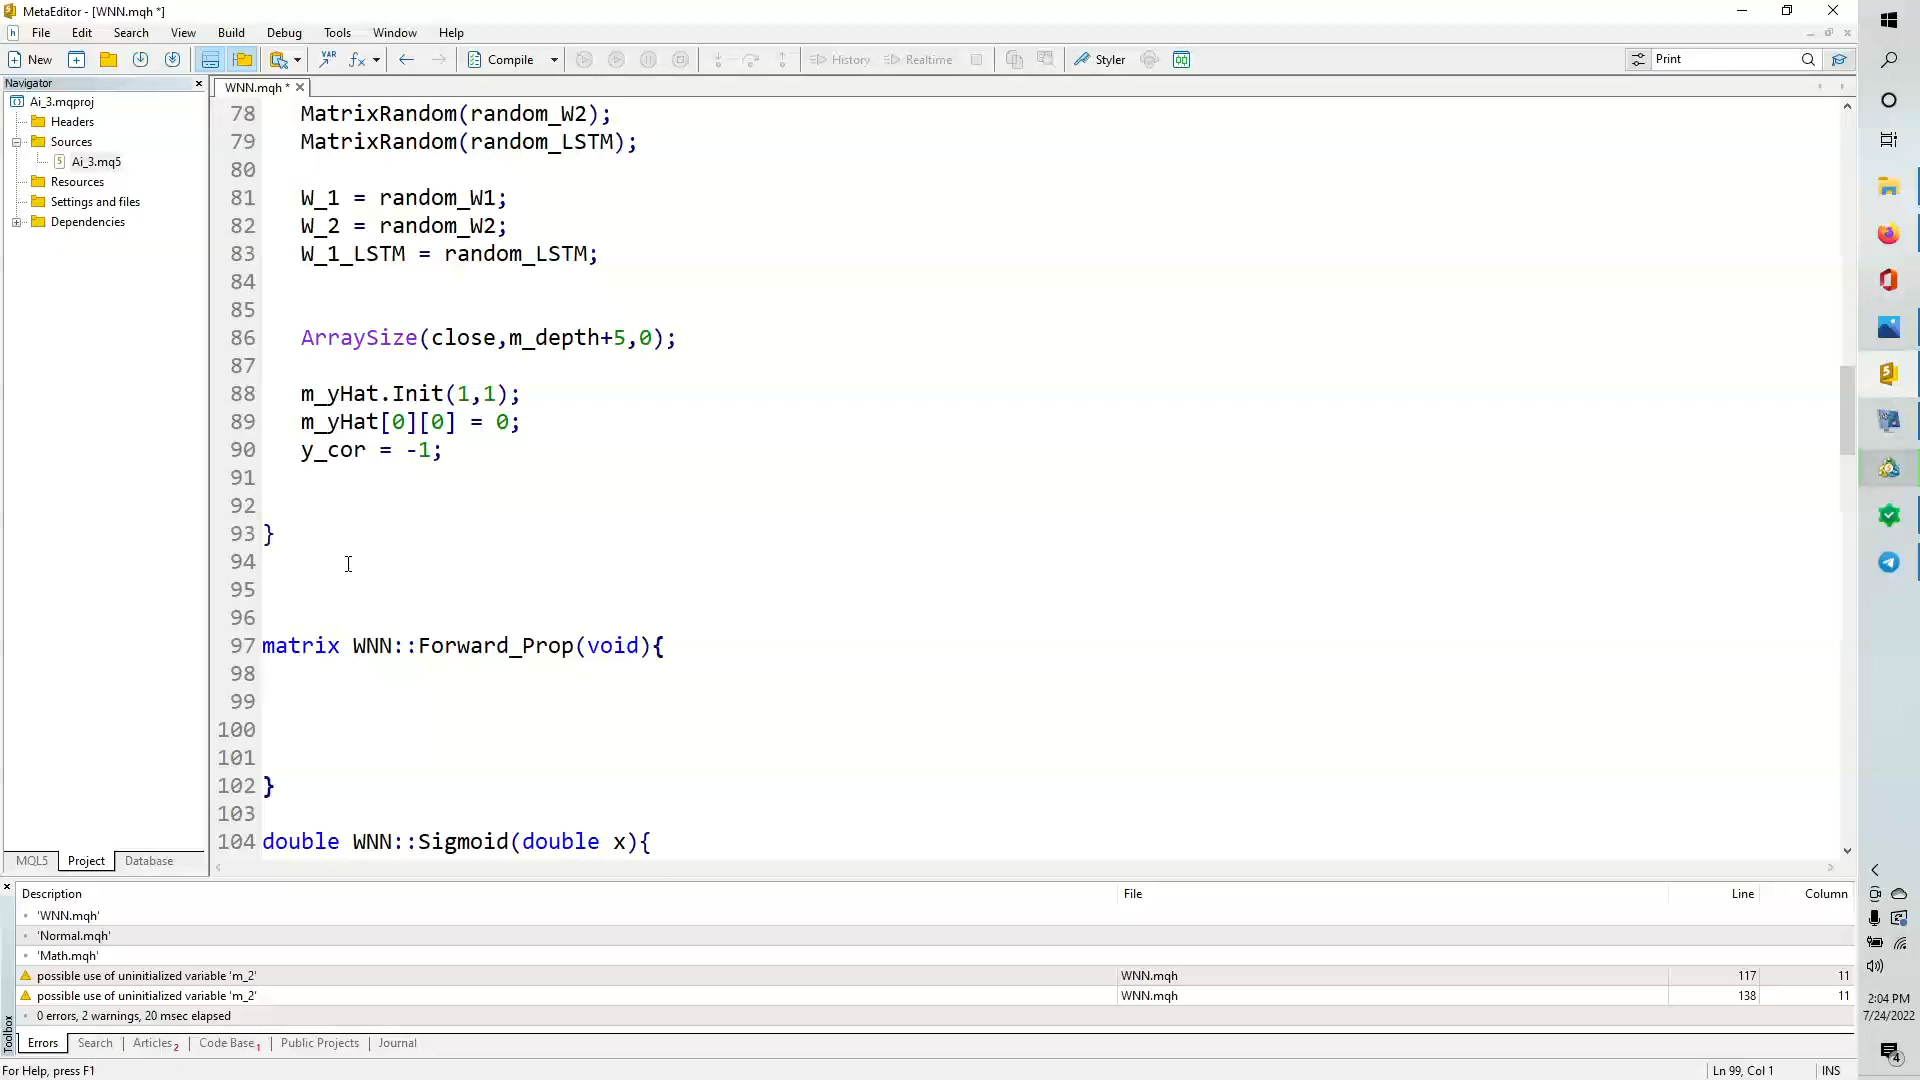 MetaEditor - [WNN.mqh *]
File Edit Search View Build Debug Tools Window Help
New Compile History Realtime Styler Print
Navigator
Ai_3.mqproj
Headers
Sources
Ai_3.mq5
Resources
Settings and files
Dependencies
MQL5 Project Database
WNN.mqh *
78 MatrixRandom(random_W2);
79 MatrixRandom(random_LSTM);
80
81 W_1 = random_W1;
82 W_2 = random_W2;
83 W_1_LSTM = random_LSTM;
84
85
86 ArraySize(close,m_depth+5,0);
87
88 m_yHat.Init(1,1);
89 m_yHat[0][0] = 0;
90 y_cor = -1;
91
92
93 }
94
95
96
97 matrix WNN::Forward_Prop(void){
98
99
100
101
102 }
103
104 double WNN::Sigmoid(double x){
Description File Line Column
'WNN.mqh'
'Normal.mqh'
'Math.mqh'
possible use of uninitialized variable 'm_2' WNN.mqh 117 11
possible use of uninitialized variable 'm_2' WNN.mqh 138 11
0 errors, 2 warnings, 20 msec elapsed
Toolbox
Errors Search Articles 2 Code Base 1 Public Projects Journal
For Help, press F1 Ln 99, Col 1 INS
2:04 PM
7/24/2022
4